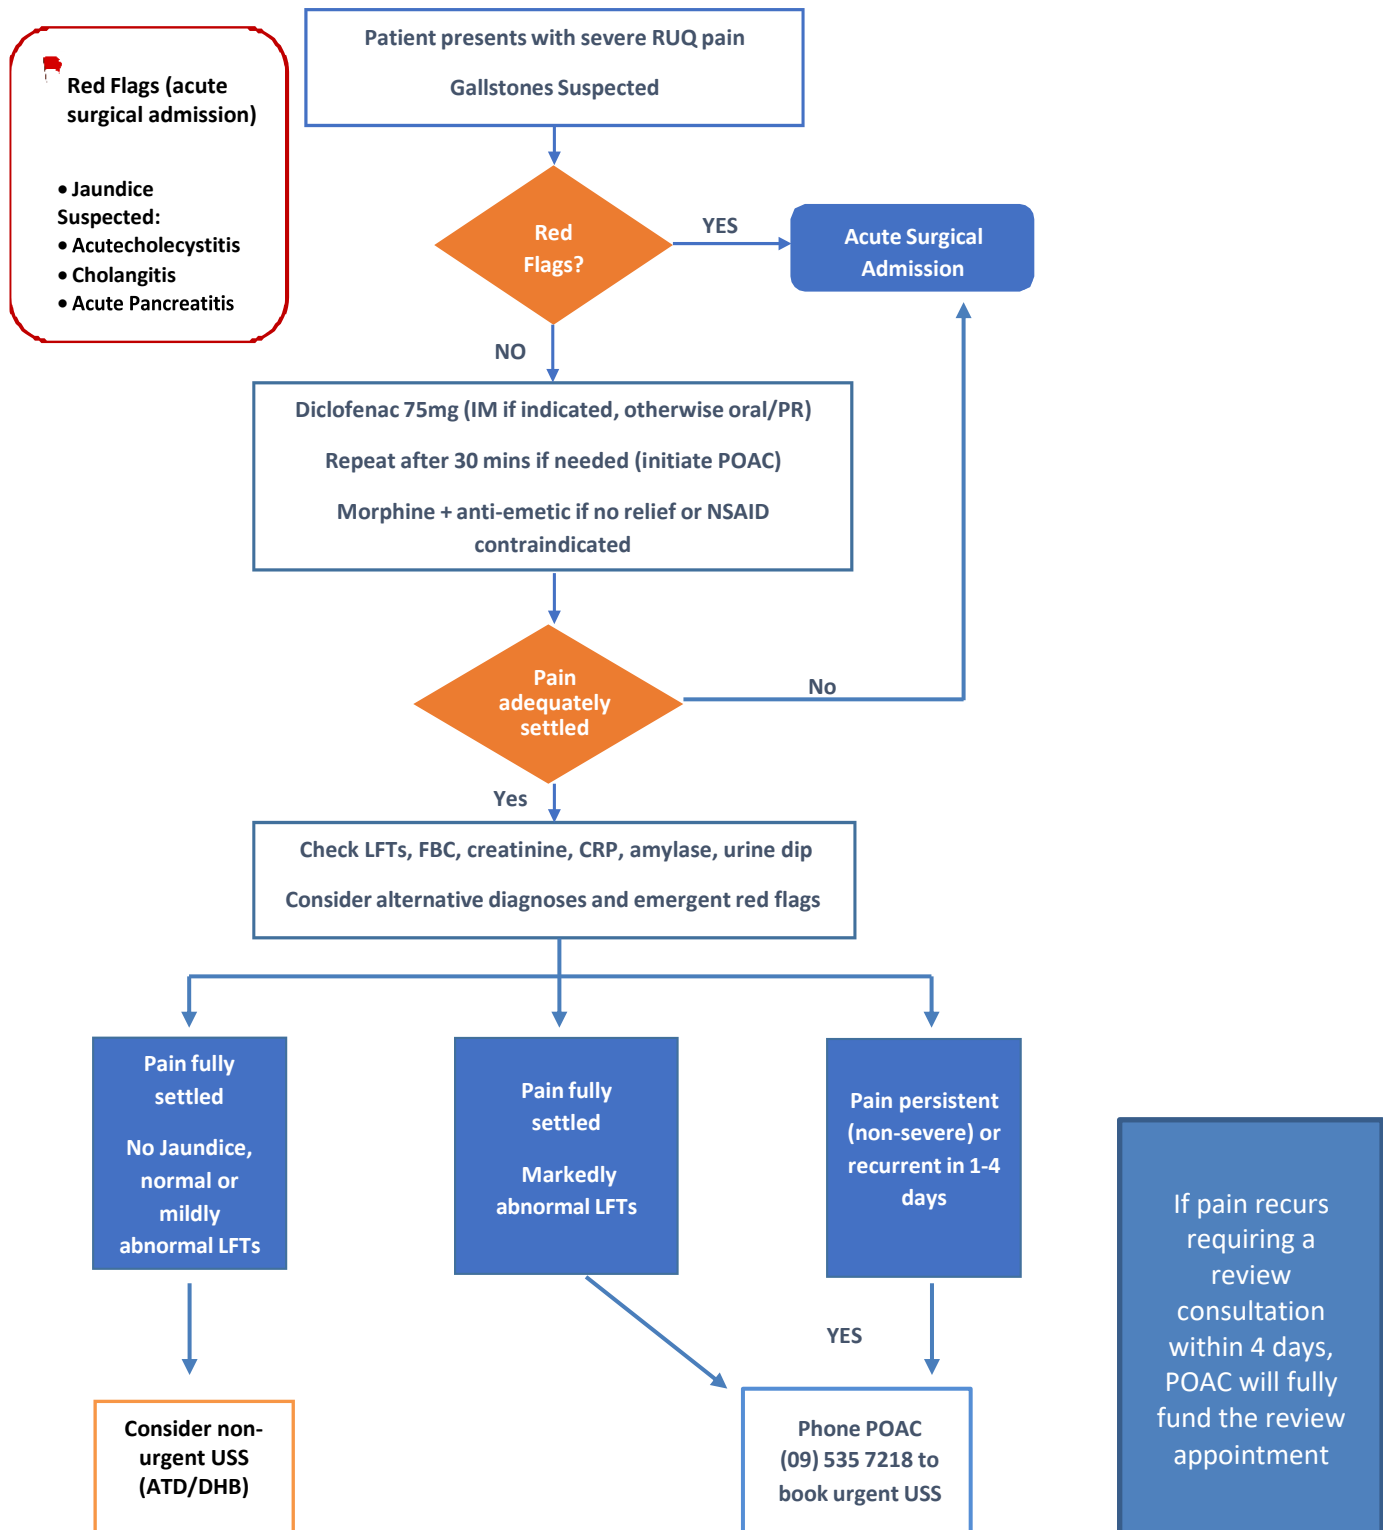 Red Flags (acute
surgical admission)
• Jaundice
Suspected:
• Acutecholecystitis
• Cholangitis
• Acute Pancreatitis
Patient presents with severe RUQ pain
Gallstones Suspected
Red
Flags?
YES
Acute Surgical
Admission
NO
Diclofenac 75mg (IM if indicated, otherwise oral/PR)
Repeat after 30 mins if needed (initiate POAC)
Morphine + anti-emetic if no relief or NSAID
contraindicated
Pain
adequately
settled
No
Yes
Check LFTs, FBC, creatinine, CRP, amylase, urine dip
Consider alternative diagnoses and emergent red flags
Pain fully
settled
No Jaundice,
normal or
mildly
abnormal LFTs
Pain fully
settled
Markedly
abnormal LFTs
Pain persistent
(non-severe) or
recurrent in 1-4
days
YES
Consider non-
urgent USS
(ATD/DHB)
Phone POAC
(09) 535 7218 to
book urgent USS
If pain recurs
requiring a
review
consultation
within 4 days,
POAC will fully
fund the review
appointment